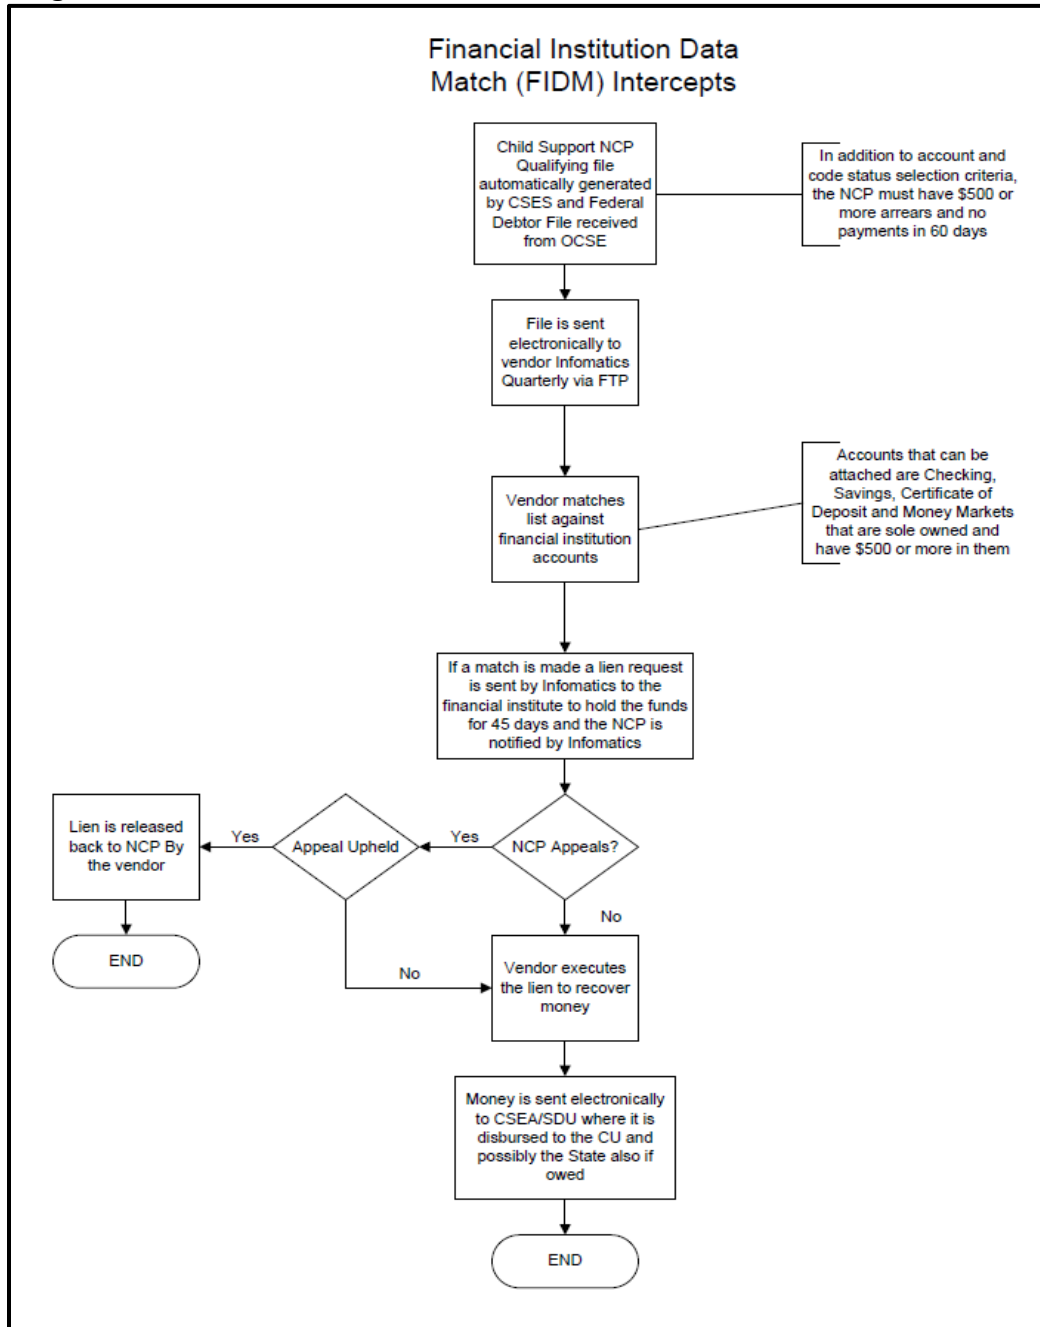 Financial Institution Data
Match (FIDM) Intercepts
Child Support NCP
Qualifying file
automatically generated
by CSES and Federal
Debtor File received
from OCSE
In addition to account and
code status selection criteria,
the NCP must have $500 or
more arrears and no
payments in 60 days
File is sent
electronically to
vendor Infomatics
Quarterly via FTP
Vendor matches
list against
financial institution
accounts
Accounts that can be
attached are Checking,
Savings, Certificate of
Deposit and Money Markets
that are sole owned and
have $500 or more in them
If a match is made a lien request
is sent by Infomatics to the
financial institute to hold the funds
for 45 days and the NCP is
notified by Infomatics
NCP Appeals?
Yes
Appeal Upheld
Yes
Lien is released
back to NCP By
the vendor
END
No
No
Vendor executes
the lien to recover
money
Money is sent electronically
to CSEA/SDU where it is
disbursed to the CU and
possibly the State also if
owed
END